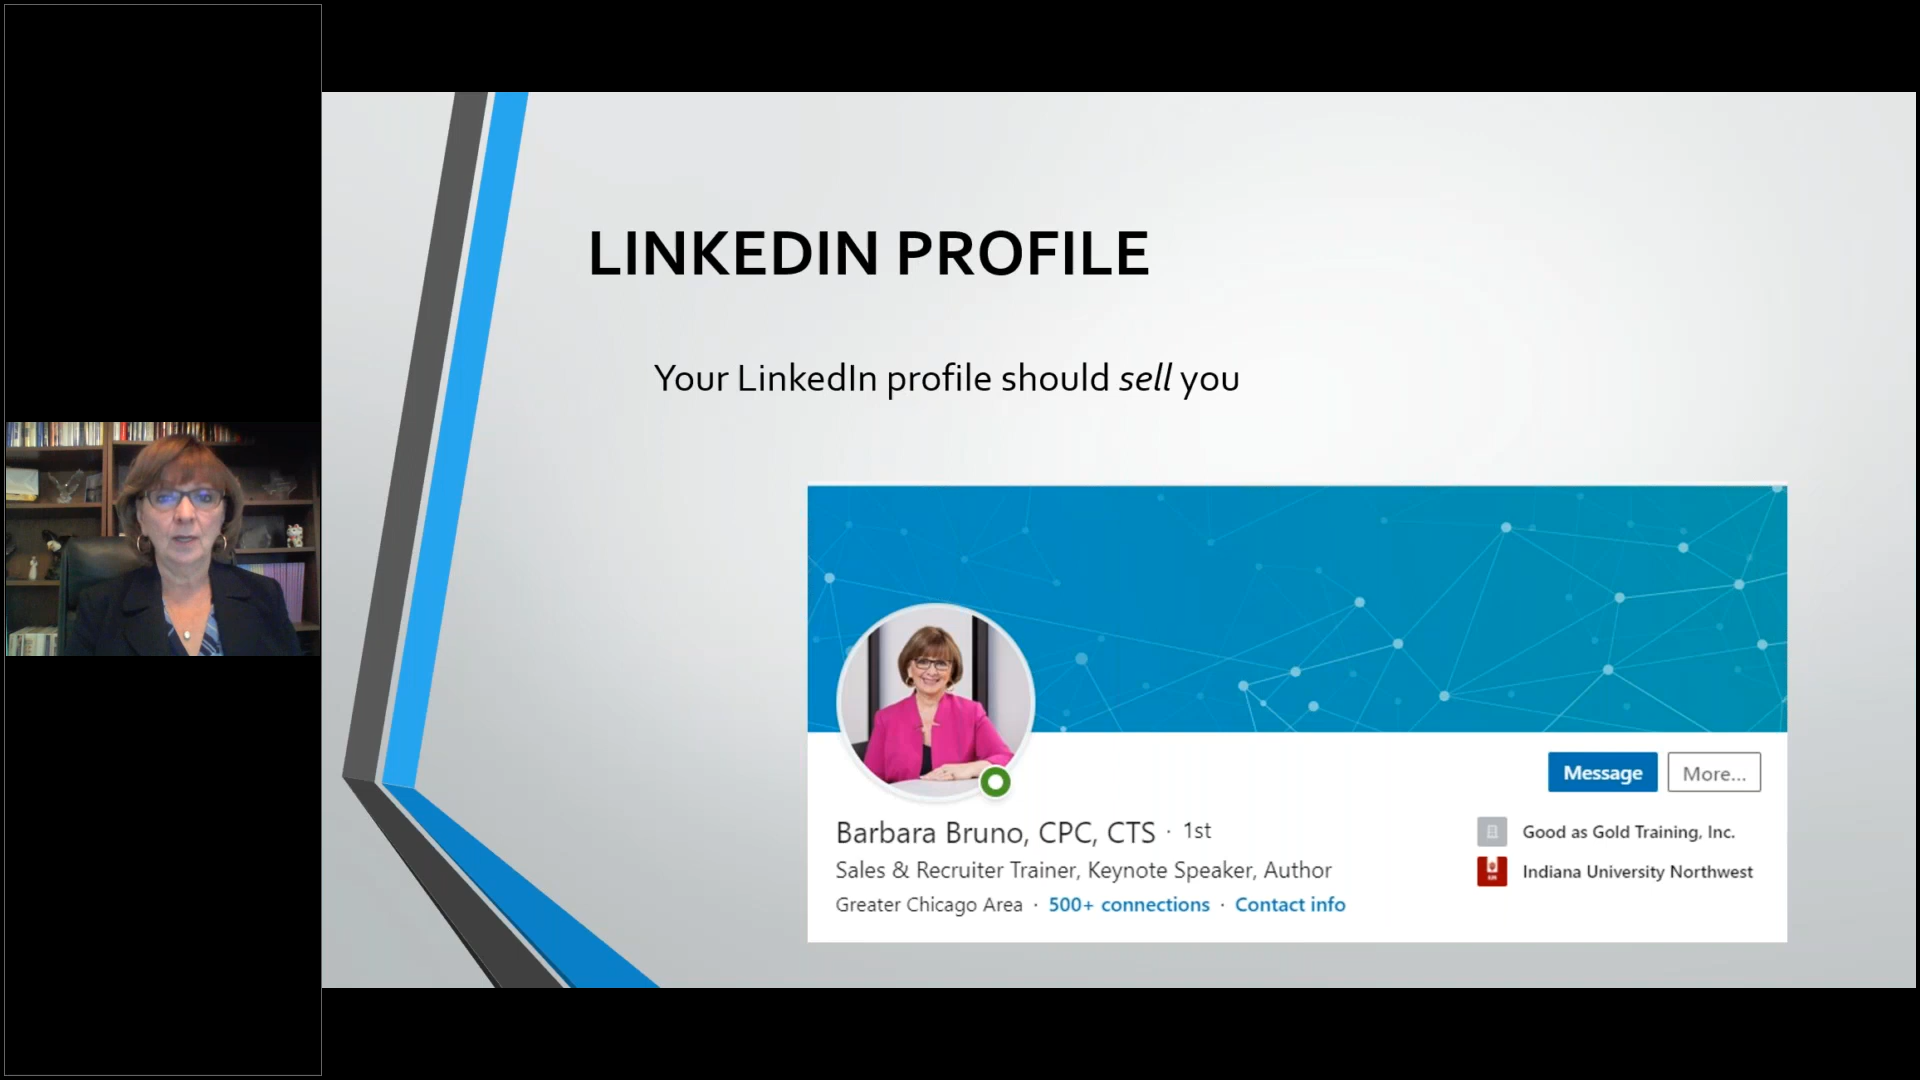 LINKEDIN PROFILE
Your LinkedIn profile should sell you
Message
More...
Barbara Bruno, CPC, CTS · 1st
Sales & Recruiter Trainer, Keynote Speaker, Author
Greater Chicago Area · 500+ connections · Contact info
Good as Gold Training, Inc.
Indiana University Northwest